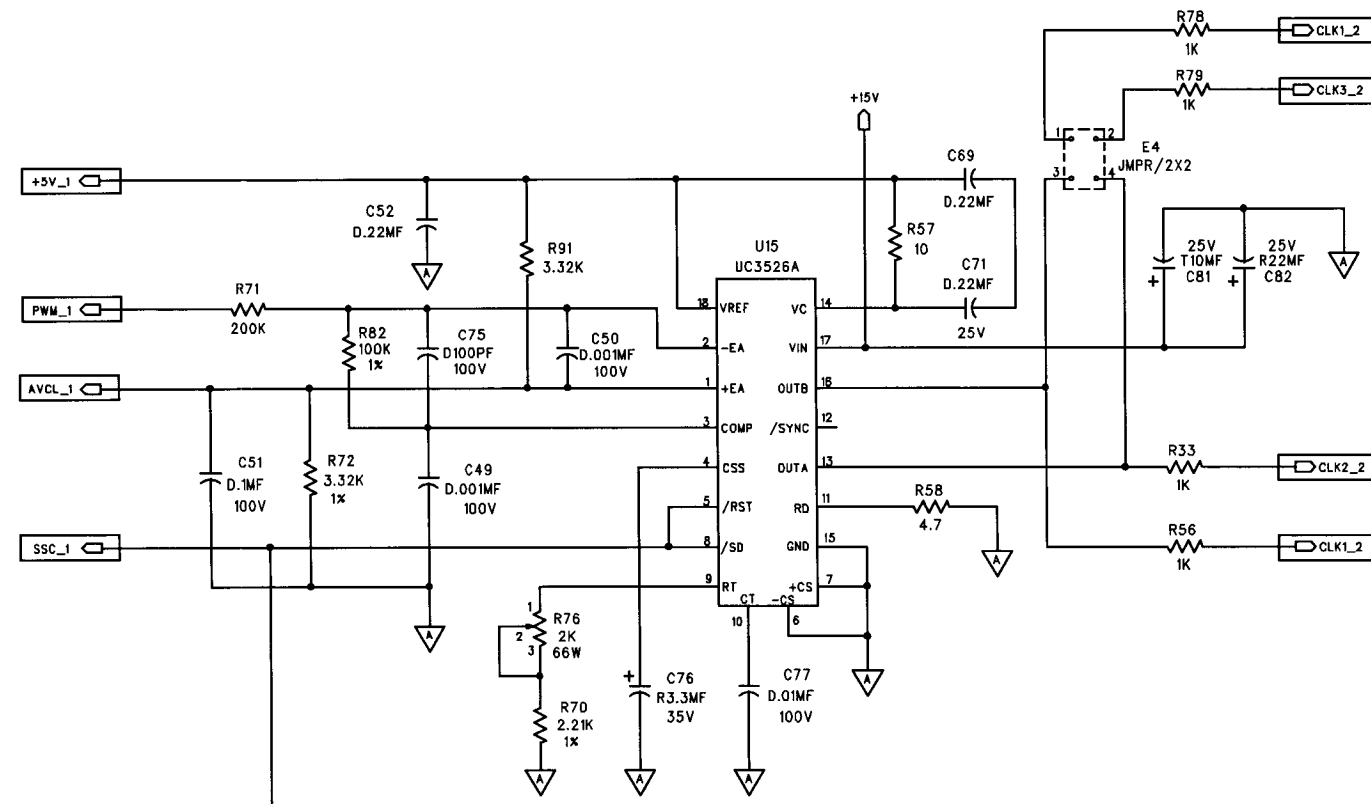 R78
1K
CLK1_2
R79
1K
CLK3_2
+15V
1
2
E4
JMPR/2X2
3
4
+5V_1
C52
D.22MF
A
R91
3.32K
C69
D.22MF
R57
10
C71
D.22MF
25V
25V
T10MF
C81
+
25V
R22MF
C82
+
A
U15
UC3526A
PWM_1
R71
200K
R82
100K
1%
C75
D100PF
100V
C50
D.001MF
100V
18 VREF
VC 14
2 -EA
VIN 17
AVCL_1
1 +EA
OUTB 16
3 COMP
/SYNC 12
C51
D.1MF
100V
R72
3.32K
1%
C49
D.001MF
100V
4 CSS
OUTA 13
R33
1K
CLK2_2
5 /RST
RD 11
R58
4.7
A
SSC_1
8 /SD
GND 15
R56
1K
CLK1_2
9 RT
+CS 7
CT
-CS
10
6
A
A
1
2
3
R76
2K
66W
R70
2.21K
1%
A
+
C76
R3.3MF
35V
A
C77
D.01MF
100V
A